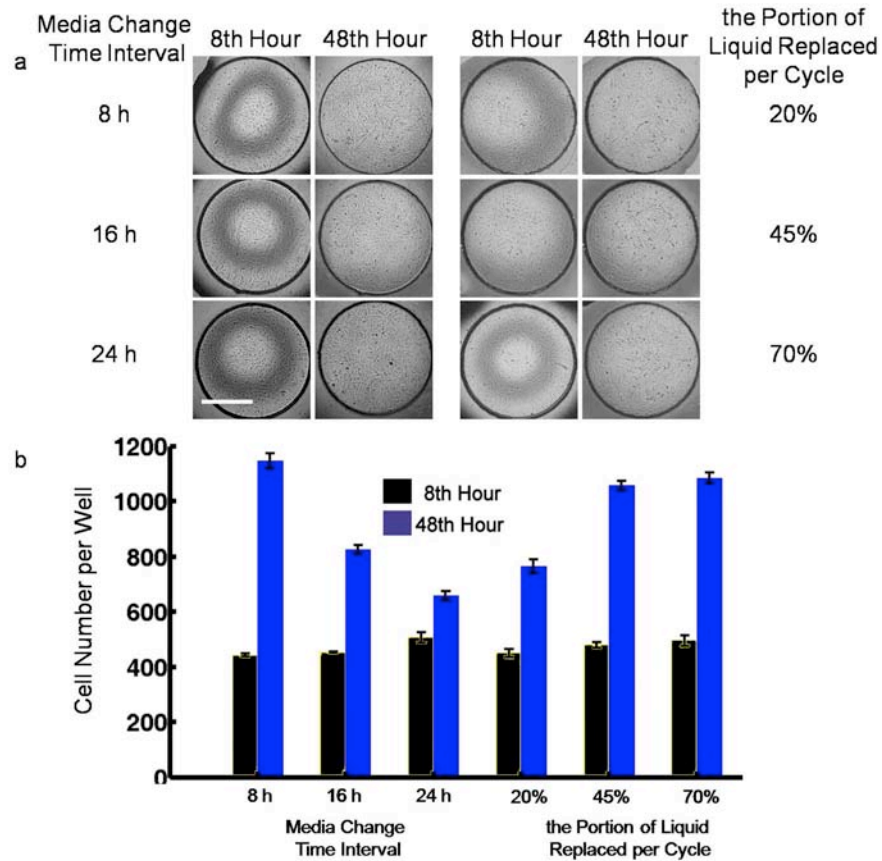 Media Change
Time Interval
8th Hour 48th Hour
8th Hour 48th Hour
the Portion of
Liquid Replaced
per Cycle
a
8 h
20%
16 h
45%
24 h
70%
b
1200
1000
800
600
400
200
0
Cell Number per Well
8th Hour
48th Hour
8 h 16 h 24 h 20% 45% 70%
Media Change
Time Interval
the Portion of Liquid
Replaced per Cycle